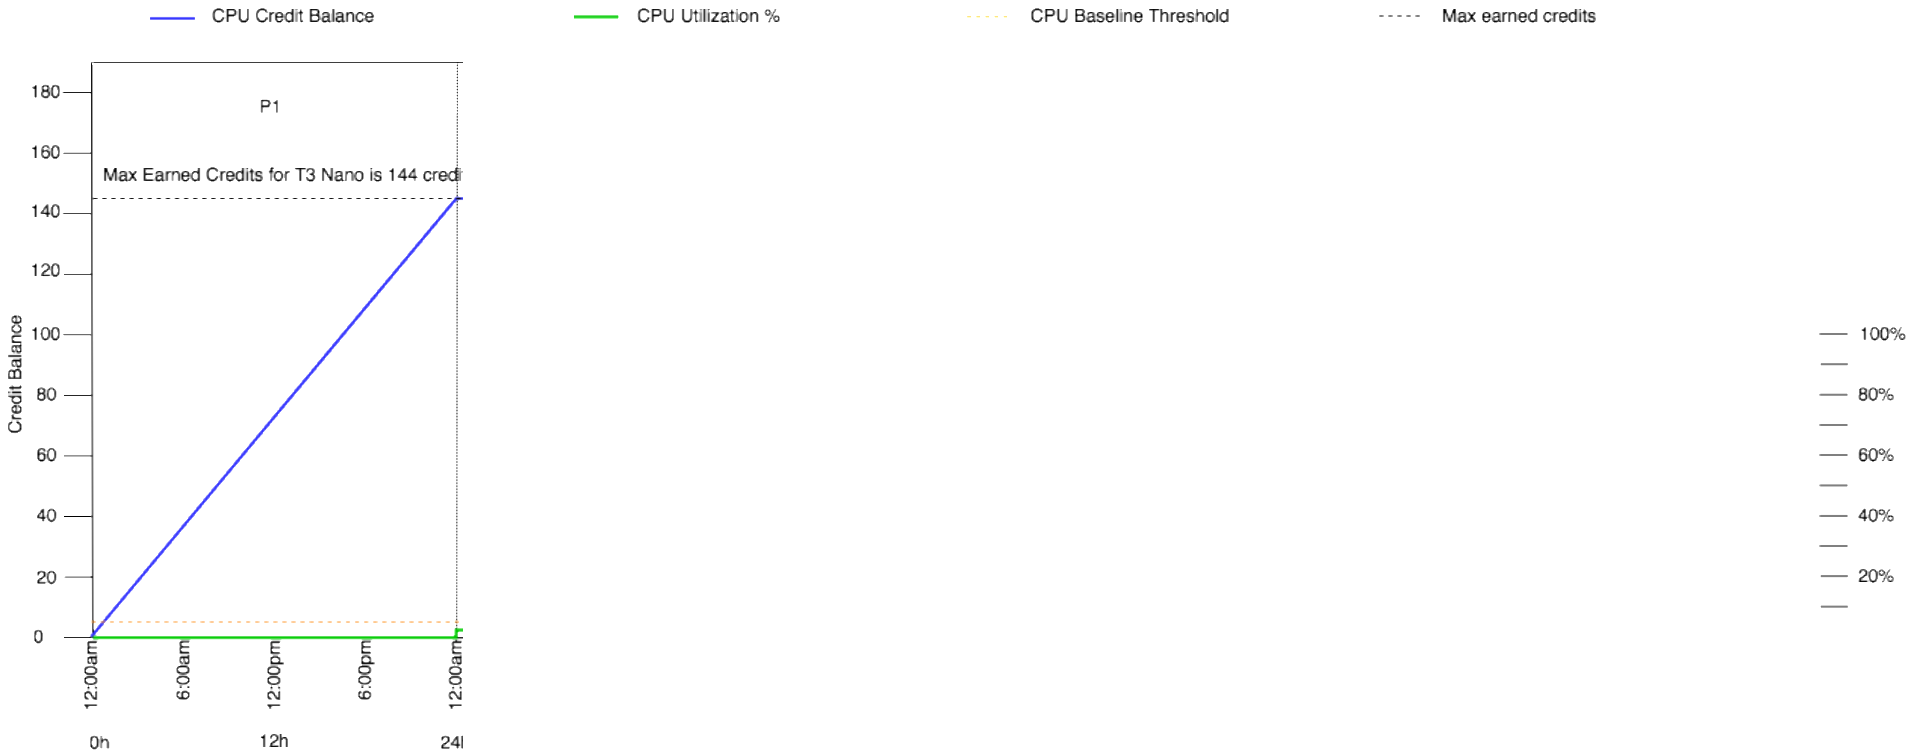 CPU Credit Balance
CPU Utilization %
CPU Baseline Threshold
Max earned credits
P1
Max Earned Credits for T3 Nano is 144 credi
Credit Balance
180
160
140
120
100
80
60
40
20
0
100%
80%
60%
40%
20%
12:00am
6:00am
12:00pm
6:00pm
12:00am
0h
12h
24